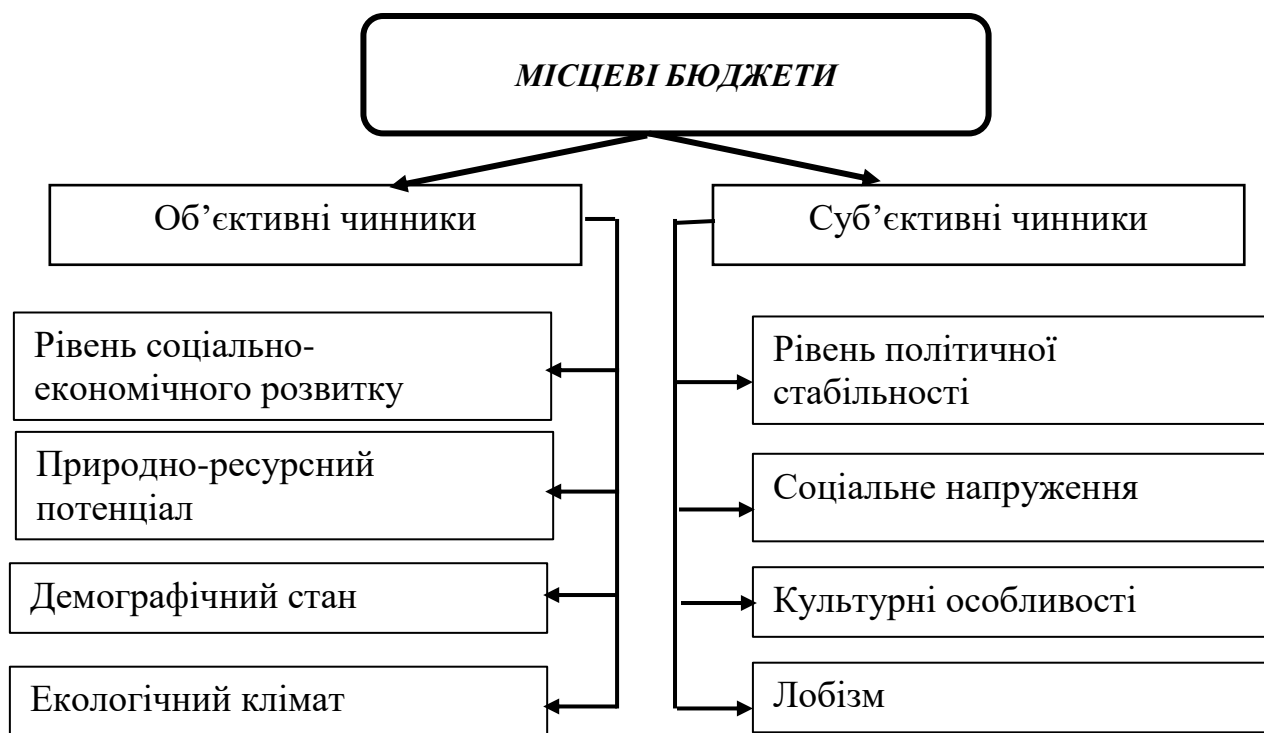 МІСЦЕВІ БЮДЖЕТИ
Об’єктивні чинники
Суб’єктивні чинники
Рівень соціально-
економічного розвитку
Природно-ресурсний
потенціал
Демографічний стан
Екологічний клімат
Рівень політичної
стабільності
Соціальне напруження
Культурні особливості
Лобізм